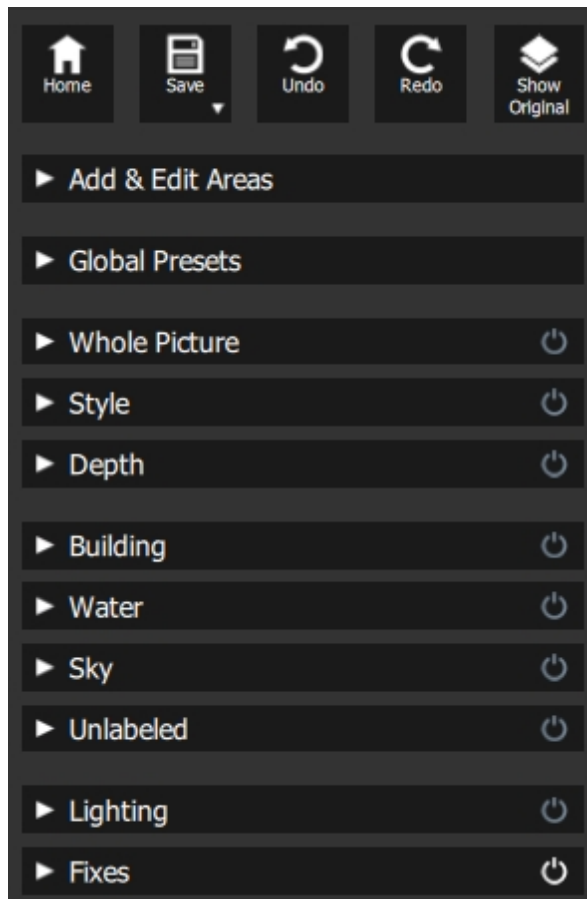 Home
Save
Undo
Redo
Show
Original
Add & Edit Areas
Global Presets
Whole Picture
Style
Depth
Building
Water
Sky
Unlabeled
Lighting
Fixes